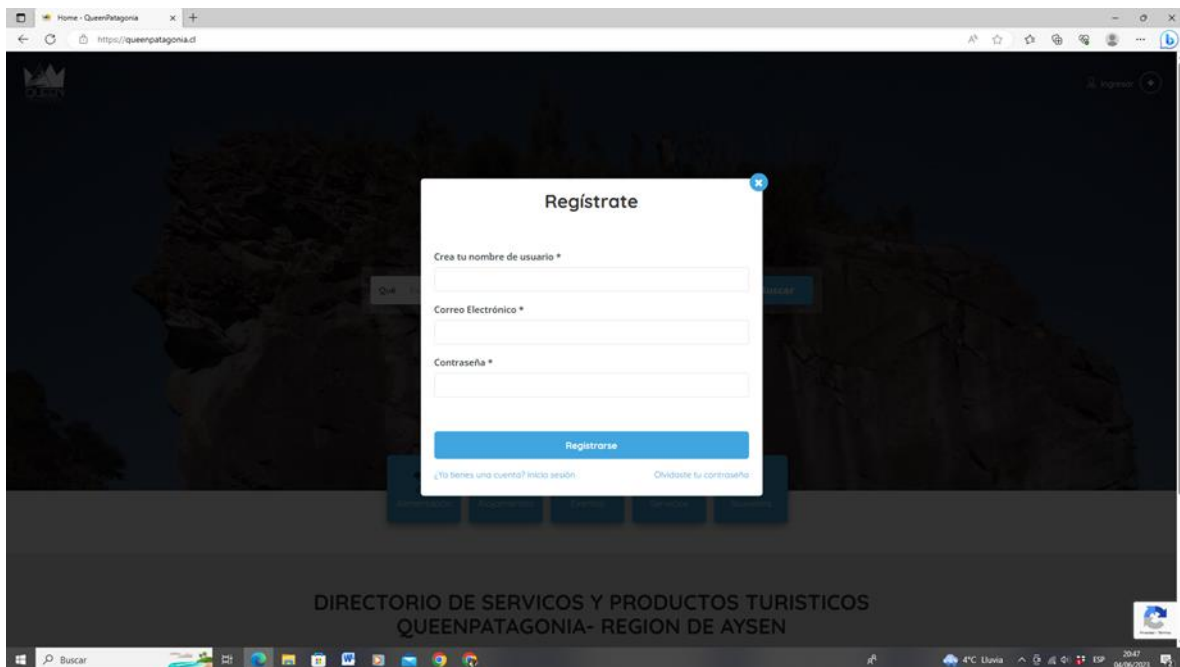 Home - QueenPatagonia
https://queenpatagonia.cl
QUEEN
Ingresar
Regístrate
Crea tu nombre de usuario *
Qué
Buscar
Correo Electrónico *
Contraseña *
Registrarse
¿Ya tienes una cuenta? Inicia sesión
Olvidaste tu contraseña
DIRECTORIO DE SERVICOS Y PRODUCTOS TURISTICOS
QUEENPATAGONIA- REGION DE AYSEN
Buscar
4°C Lluvia
ESP
20:47
04/06/2023